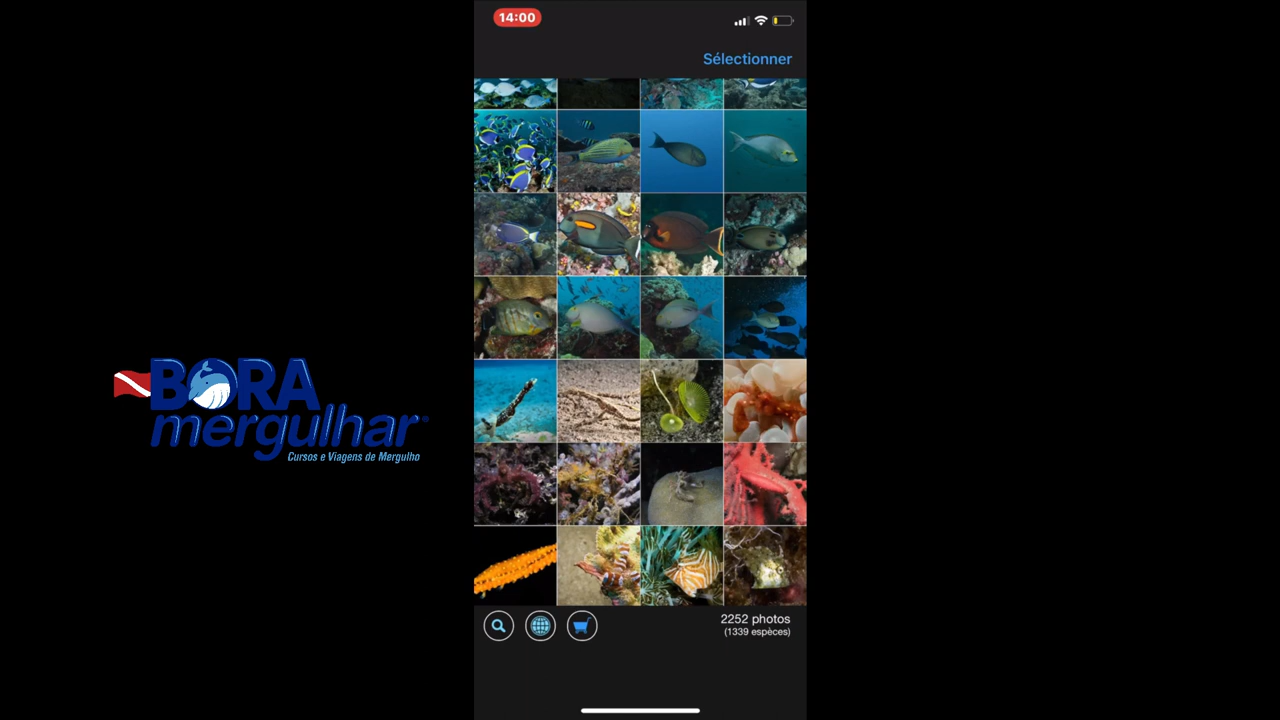 14:00
Sélectionner
BORA
mergulhar
Cursos e Viagens de Mergulho
2252 photos
(1339 espèces)